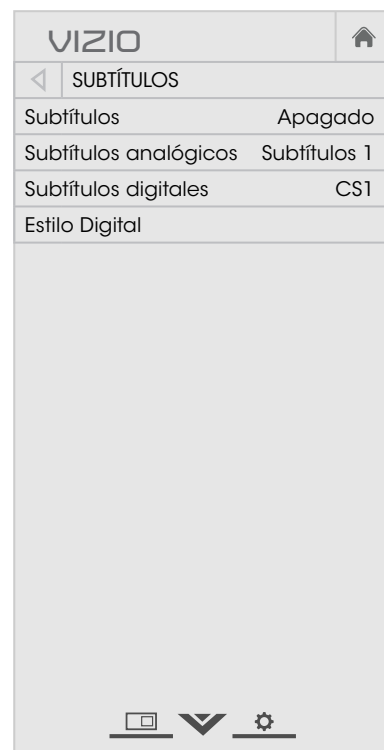 VIZIO
SUBTÍTULOS
Subtítulos Apagado
Subtítulos analógicos Subtítulos 1
Subtítulos digitales CS1
Estilo Digital